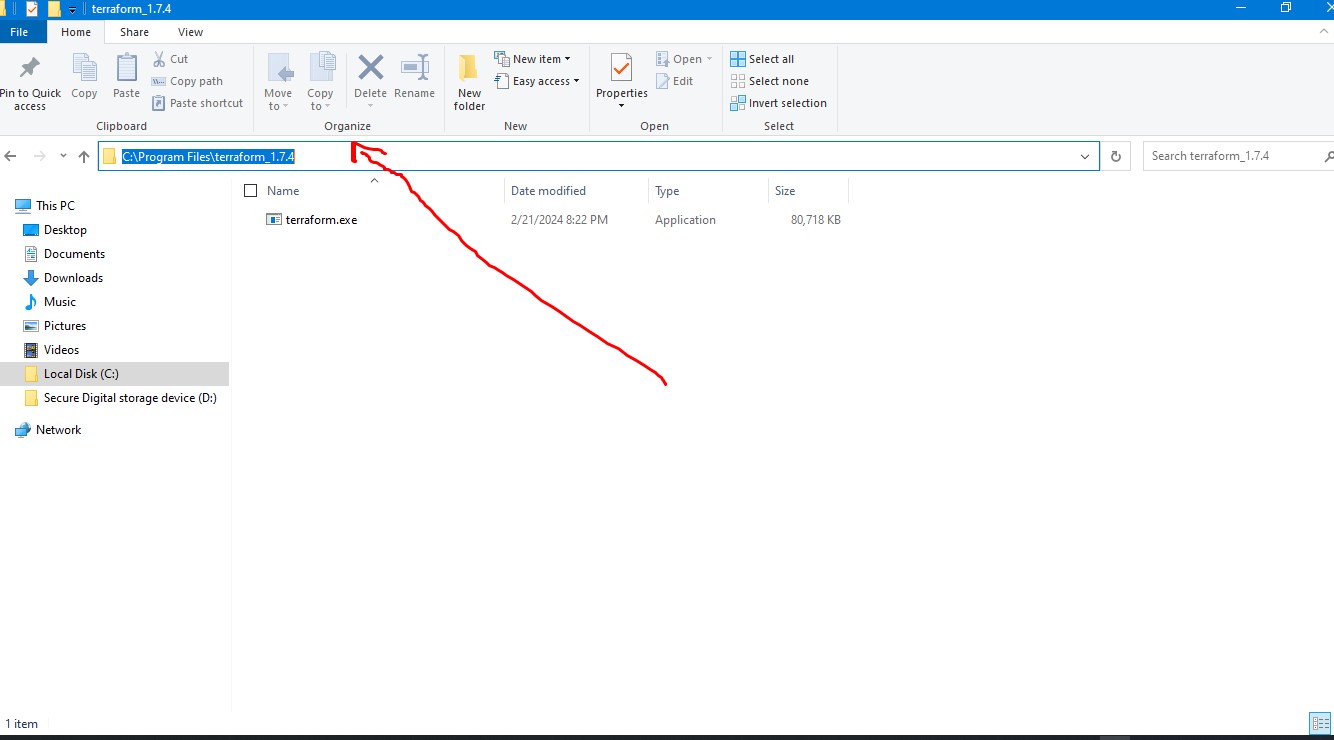 terraform_1.7.4
File Home Share View
Pin to Quick access
Copy
Paste
Cut
Copy path
Paste shortcut
Clipboard
Move to
Copy to
Delete
Rename
Organize
New folder
New item
Easy access
New
Properties
Open
Edit
Open
Select all
Select none
Invert selection
Select
C:\Program Files\terraform_1.7.4
Search terraform_1.7.4
Name Date modified Type Size
terraform.exe 2/21/2024 8:22 PM Application 80,718 KB
This PC
Desktop
Documents
Downloads
Music
Pictures
Videos
Local Disk (C:)
Secure Digital storage device (D:)
Network
1 item